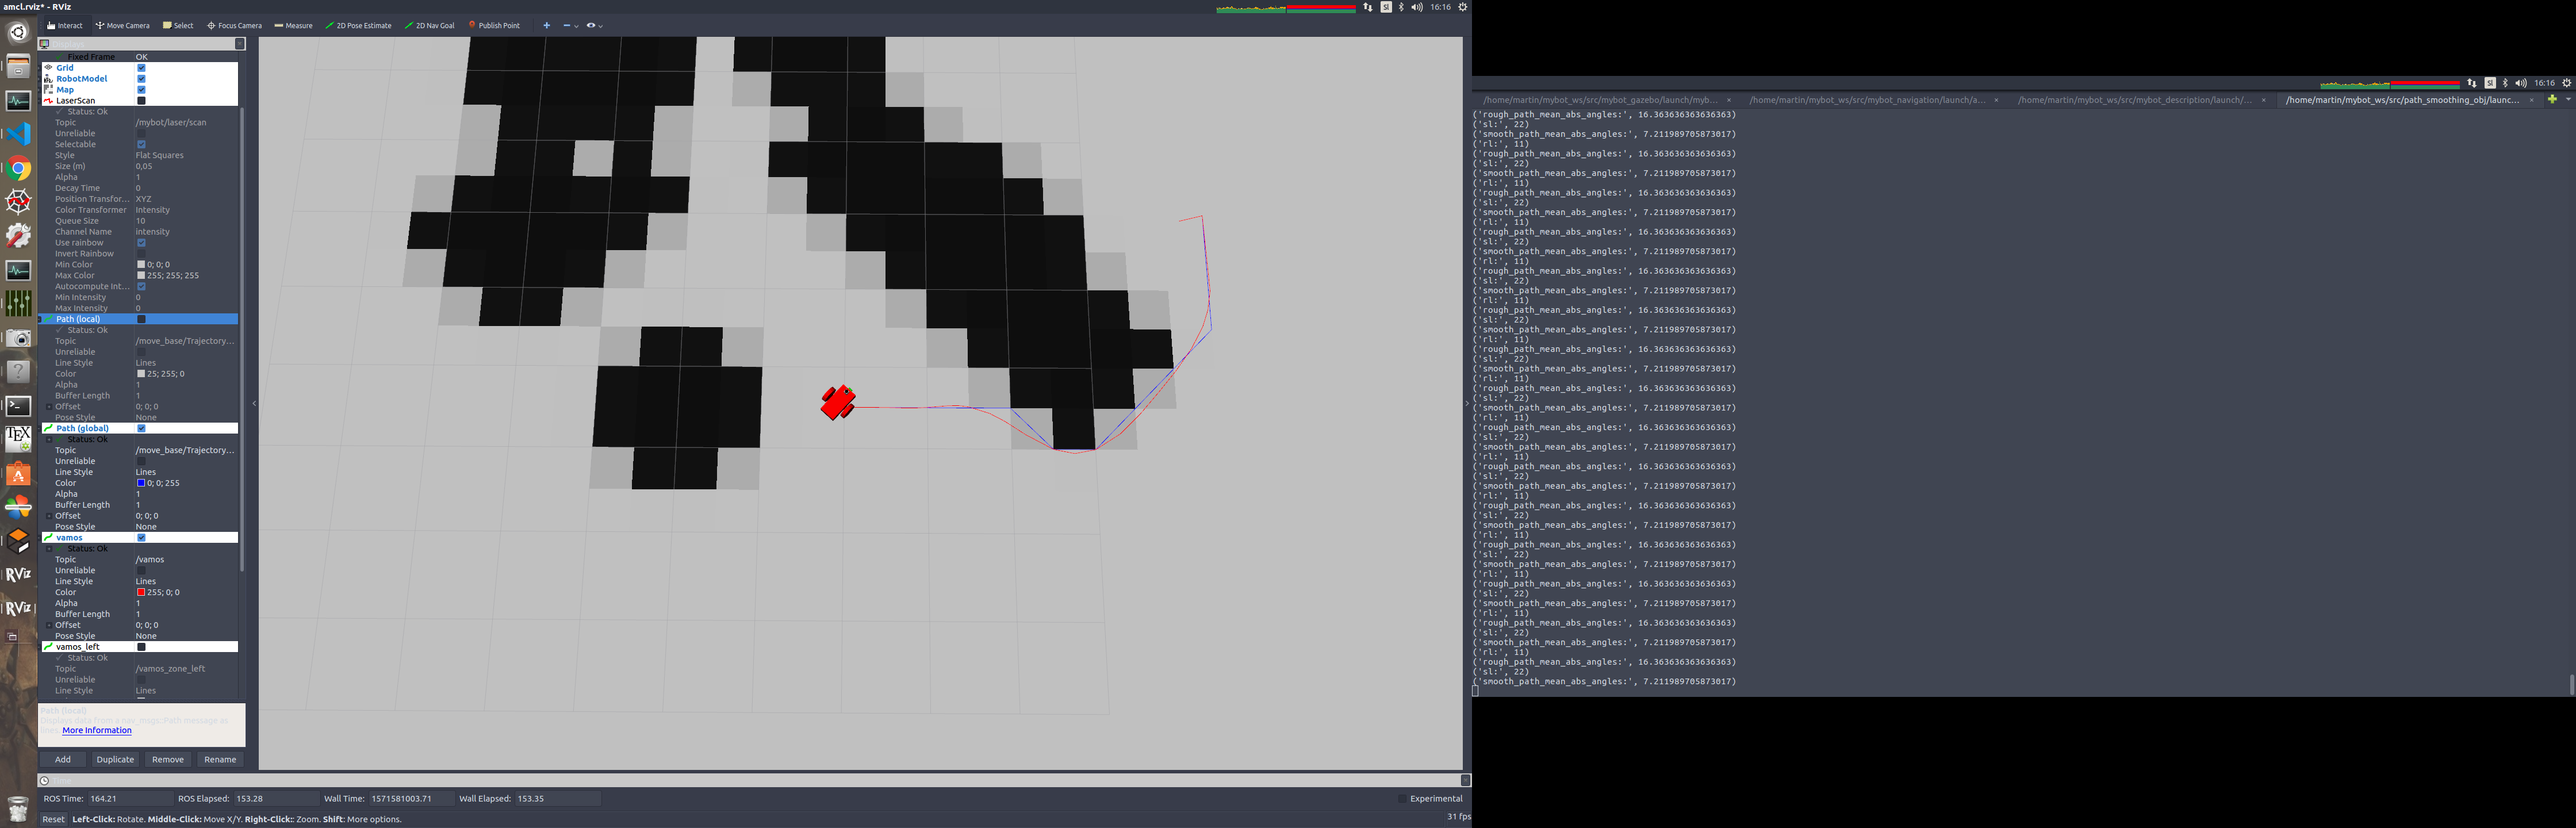 amcl.rviz* - RViz
sl 16:16
Interact Move Camera Select Focus Camera Measure 2D Pose Estimate 2D Nav Goal Publish Point
Fixed Frame OK
Grid
RobotModel
Map
LaserScan
Status: Ok
Topic /mybot/laser/scan
Unreliable
Selectable
Style Flat Squares
Size (m) 0,05
Alpha 1
Decay Time 0
Position Transfor... XYZ
Color Transformer Intensity
Queue Size 10
Channel Name intensity
Use rainbow
Invert Rainbow
Min Color 0; 0; 0
Max Color 255; 255; 255
Autocompute Int...
Min Intensity 0
Max Intensity 0
Path (local)
Status: Ok
Topic /move_base/Trajectory...
Unreliable
Line Style Lines
Color 25; 255; 0
Alpha 1
Buffer Length 1
Offset 0; 0; 0
Pose Style None
Path (global)
Status: Ok
Topic /move_base/Trajectory...
Unreliable
Line Style Lines
Color 0; 0; 255
Alpha 1
Buffer Length 1
Offset 0; 0; 0
Pose Style None
vamos
Status: Ok
Topic /vamos
Unreliable
Line Style Lines
Color 255; 0; 0
Alpha 1
Buffer Length 1
Offset 0; 0; 0
Pose Style None
vamos_left
Status: Ok
Topic /vamos_zone_left
Unreliable
Line Style Lines
Path (local)
Displays data from a nav_msgs::Path message as
lines. More Information
Add Duplicate Remove Rename
ROS Time: 164.21 ROS Elapsed: 153.28 Wall Time: 1571581003.71 Wall Elapsed: 153.35 Experimental
Reset Left-Click: Rotate. Middle-Click: Move X/Y. Right-Click:: Zoom. Shift: More options. 31 fps
TEX
RViz
RViz
sl 16:16
/home/martin/mybot_ws/src/mybot_gazebo/launch/myb... × /home/martin/mybot_ws/src/mybot_navigation/launch/a... × /home/martin/mybot_ws/src/mybot_description/launch/... × /home/martin/mybot_ws/src/path_smoothing_obj/launc... ×
('rough_path_mean_abs_angles:', 16.363636363636363)
('sl:', 22)
('smooth_path_mean_abs_angles:', 7.211989705873017)
('rl:', 11)
('rough_path_mean_abs_angles:', 16.363636363636363)
('sl:', 22)
('smooth_path_mean_abs_angles:', 7.211989705873017)
('rl:', 11)
('rough_path_mean_abs_angles:', 16.363636363636363)
('sl:', 22)
('smooth_path_mean_abs_angles:', 7.211989705873017)
('rl:', 11)
('rough_path_mean_abs_angles:', 16.363636363636363)
('sl:', 22)
('smooth_path_mean_abs_angles:', 7.211989705873017)
('rl:', 11)
('rough_path_mean_abs_angles:', 16.363636363636363)
('sl:', 22)
('smooth_path_mean_abs_angles:', 7.211989705873017)
('rl:', 11)
('rough_path_mean_abs_angles:', 16.363636363636363)
('sl:', 22)
('smooth_path_mean_abs_angles:', 7.211989705873017)
('rl:', 11)
('rough_path_mean_abs_angles:', 16.363636363636363)
('sl:', 22)
('smooth_path_mean_abs_angles:', 7.211989705873017)
('rl:', 11)
('rough_path_mean_abs_angles:', 16.363636363636363)
('sl:', 22)
('smooth_path_mean_abs_angles:', 7.211989705873017)
('rl:', 11)
('rough_path_mean_abs_angles:', 16.363636363636363)
('sl:', 22)
('smooth_path_mean_abs_angles:', 7.211989705873017)
('rl:', 11)
('rough_path_mean_abs_angles:', 16.363636363636363)
('sl:', 22)
('smooth_path_mean_abs_angles:', 7.211989705873017)
('rl:', 11)
('rough_path_mean_abs_angles:', 16.363636363636363)
('sl:', 22)
('smooth_path_mean_abs_angles:', 7.211989705873017)
('rl:', 11)
('rough_path_mean_abs_angles:', 16.363636363636363)
('sl:', 22)
('smooth_path_mean_abs_angles:', 7.211989705873017)
('rl:', 11)
('rough_path_mean_abs_angles:', 16.363636363636363)
('sl:', 22)
('smooth_path_mean_abs_angles:', 7.211989705873017)
('rl:', 11)
('rough_path_mean_abs_angles:', 16.363636363636363)
('sl:', 22)
('smooth_path_mean_abs_angles:', 7.211989705873017)
('rl:', 11)
('rough_path_mean_abs_angles:', 16.363636363636363)
('sl:', 22)
('smooth_path_mean_abs_angles:', 7.211989705873017)